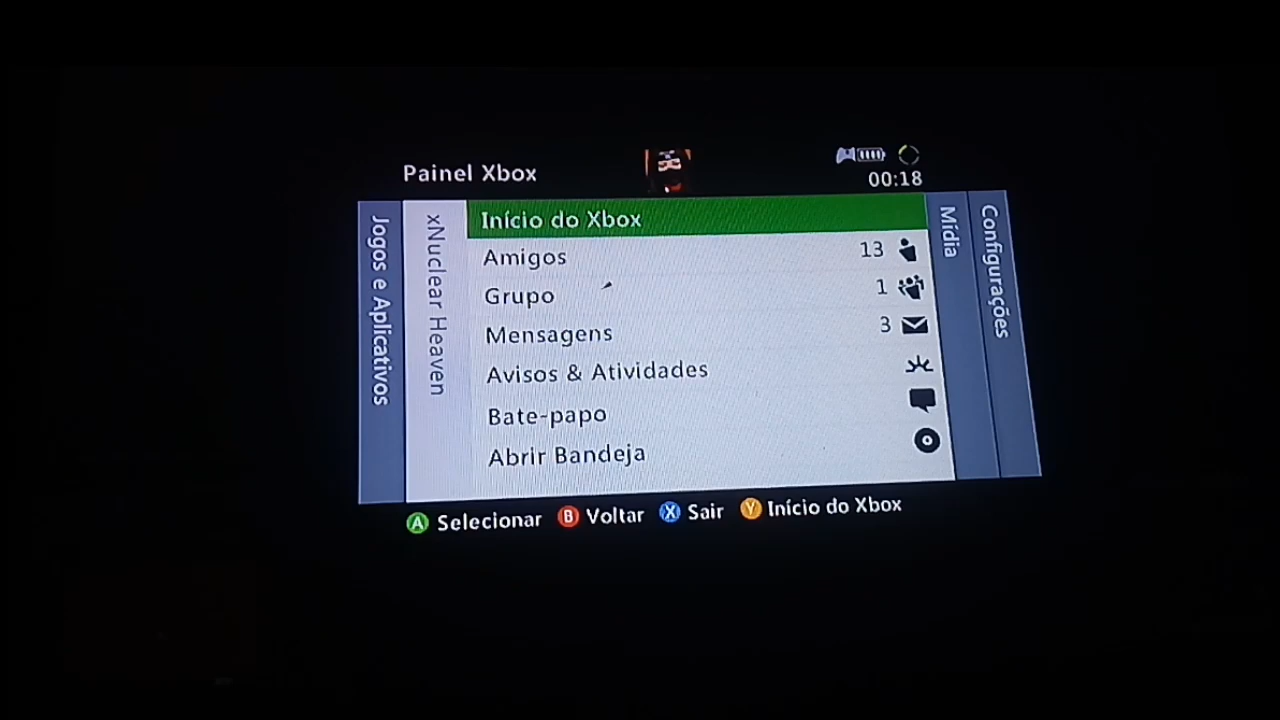 Painel Xbox
00:18
Jogos e Aplicativos
xNuclear Heaven
Início do Xbox
Amigos 13
Grupo 1
Mensagens 3
Avisos & Atividades
Bate-papo
Abrir Bandeja
Mídia
Configurações
A Selecionar B Voltar X Sair Y Início do Xbox